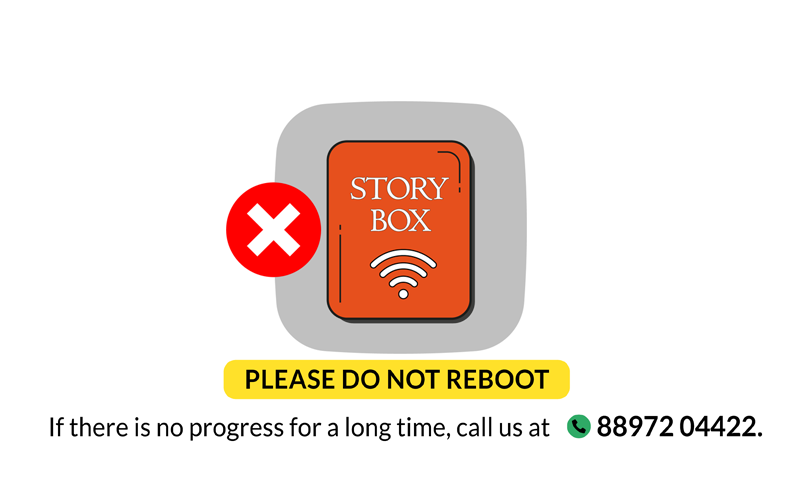 STORY
BOX
PLEASE DO NOT REBOOT
If there is no progress for a long time, call us at 88972 04422.